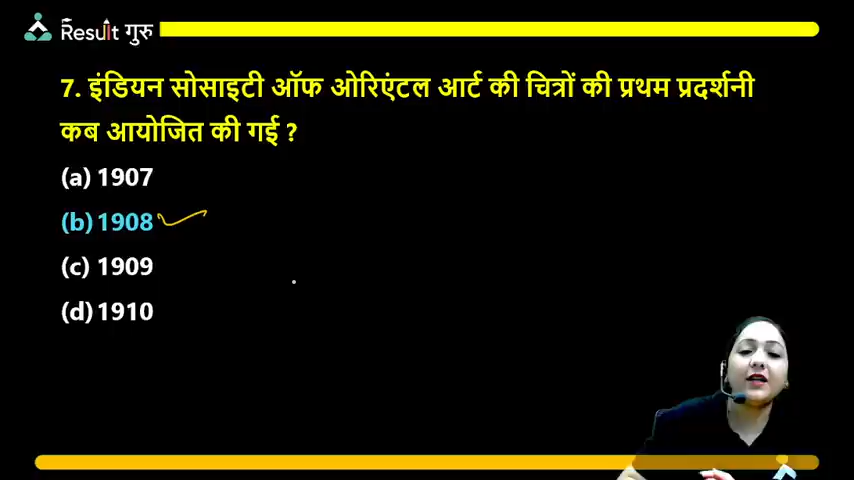 Result गुरु
7. इंडियन सोसाइटी ऑफ ओरिएंटल आर्ट की चित्रों की प्रथम प्रदर्शनी
कब आयोजित की गई ?
(a) 1907
(b) 1908
(c) 1909
(d) 1910